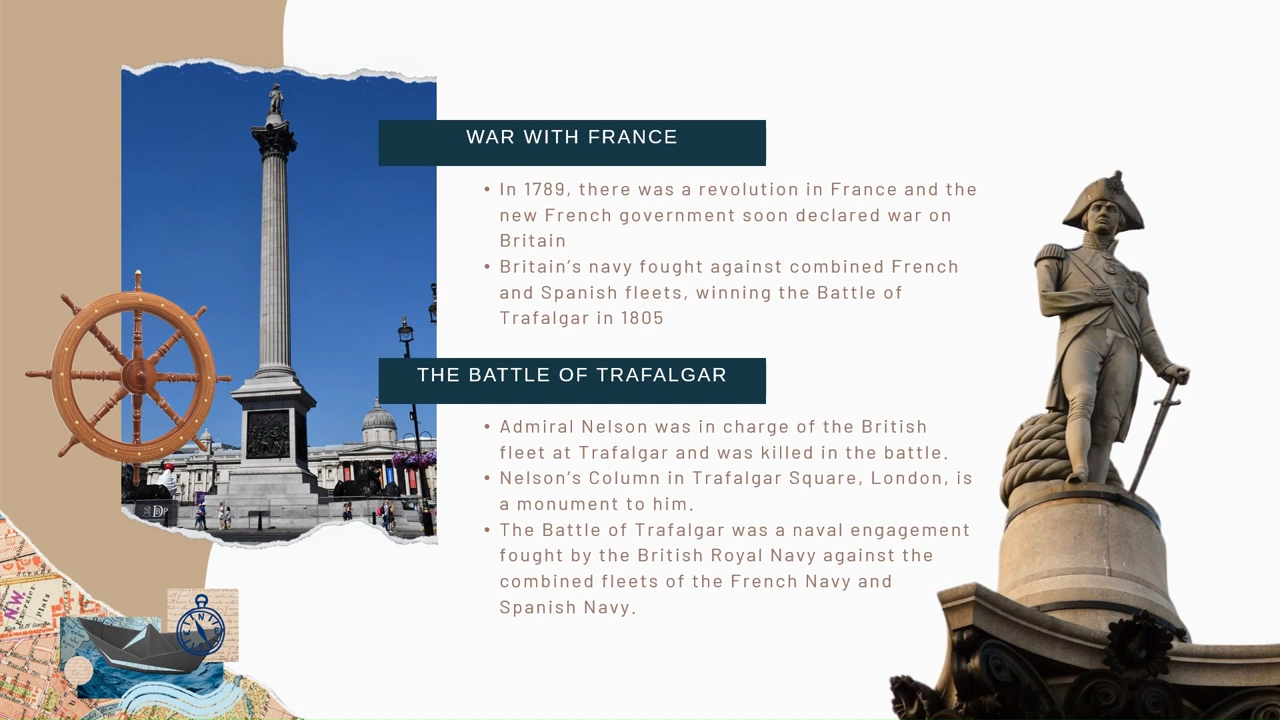 WAR WITH FRANCE
• In 1789, there was a revolution in France and the
new French government soon declared war on
Britain
• Britain's navy fought against combined French
and Spanish fleets, winning the Battle of
Trafalgar in 1805
THE BATTLE OF TRAFALGAR
• Admiral Nelson was in charge of the British
fleet at Trafalgar and was killed in the battle.
• Nelson's Column in Trafalgar Square, London, is
a monument to him.
• The Battle of Trafalgar was a naval engagement
fought by the British Royal Navy against the
combined fleets of the French Navy and
Spanish Navy.
N.W.
Platz